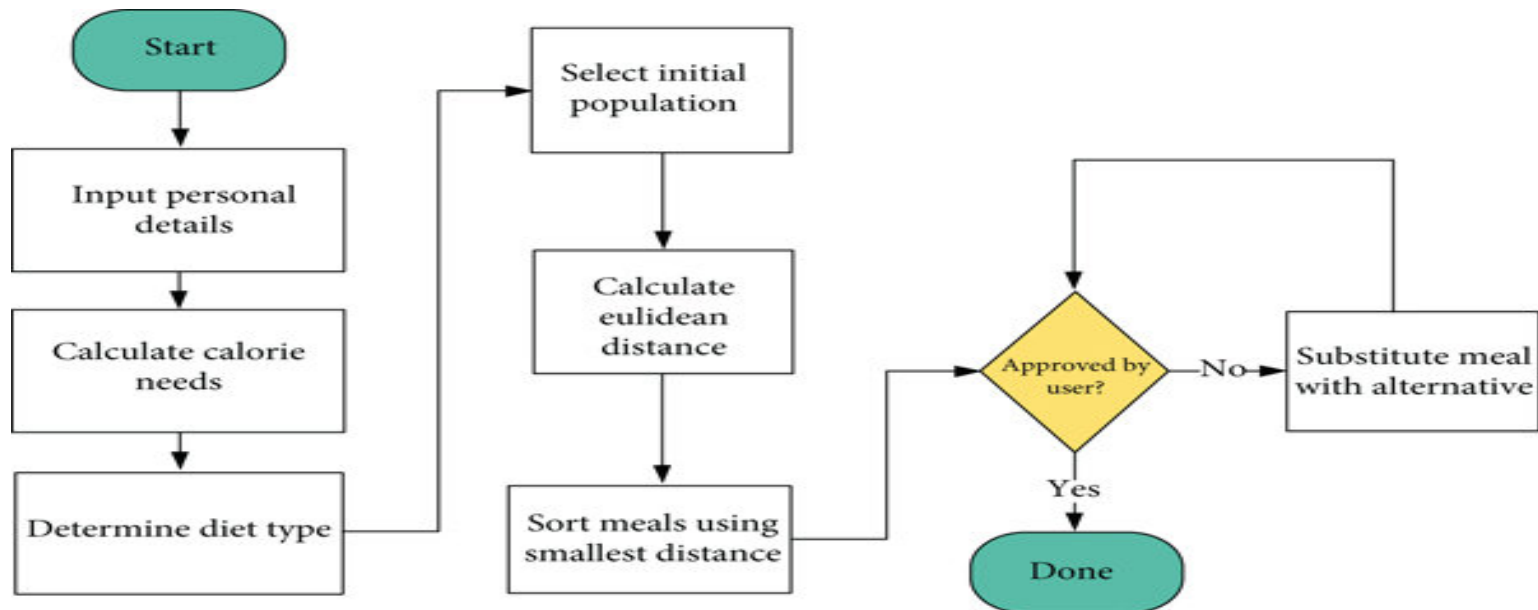 Start
Input personal
details
Calculate calorie
needs
Determine diet type
Select initial
population
Calculate
eulidean
distance
Sort meals using
smallest distance
Approved by
user?
No
Substitute meal
with alternative
Yes
Done